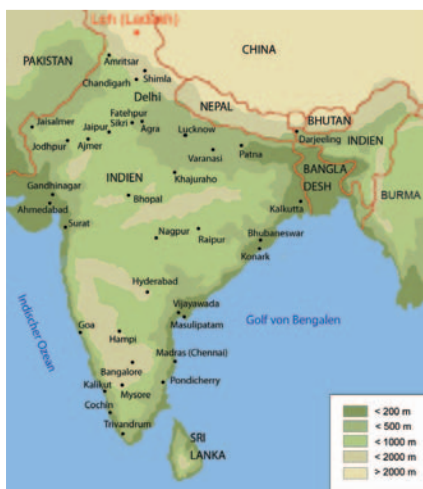 Leh (Ladakh)
CHINA
PAKISTAN
Amritsar
Chandigarh
Shimla
Delhi
NEPAL
BHUTAN
Jaisalmer
Fatehpur
Sikri
Jaipur
Agra
Lucknow
Darjeeling
INDIEN
Jodhpur
Ajmer
Varanasi
Patna
BANGLA
DESH
Gandhinagar
INDIEN
Khajuraho
BURMA
Ahmedabad
Bhopal
Kalkutta
Surat
Nagpur
Raipur
Bhubaneswar
Konark
Hyderabad
Vijayawada
Masulipatam
Indischer Ozean
Golf von Bengalen
Goa
Hampi
Madras (Chennai)
Bangalore
Kalikut
Mysore
Pondicherry
Cochin
Trivandrum
SRI
LANKA
< 200 m
< 500 m
< 1000 m
< 2000 m
> 2000 m